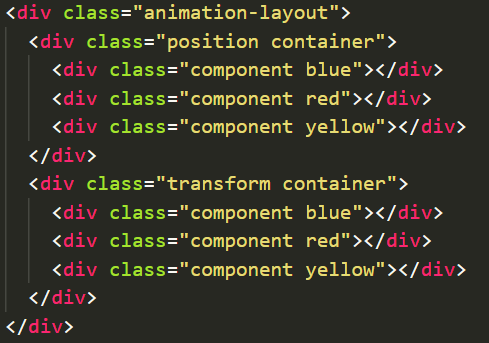 <div class="animation-layout">
  <div class="position container">
    <div class="component blue"></div>
    <div class="component red"></div>
    <div class="component yellow"></div>
  </div>
  <div class="transform container">
    <div class="component blue"></div>
    <div class="component red"></div>
    <div class="component yellow"></div>
  </div>
</div>